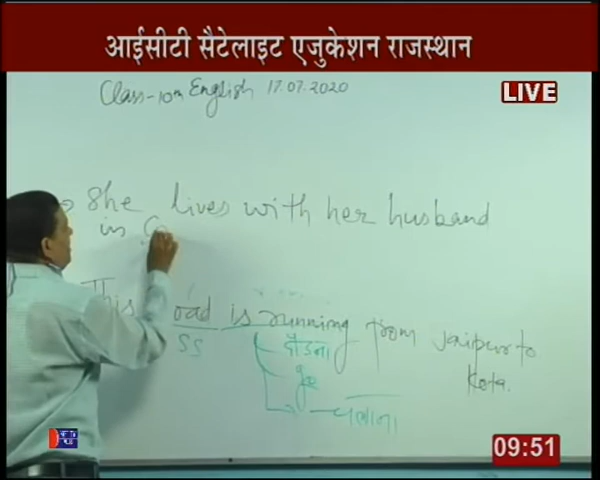 आईसीटी सैटेलाइट एजुकेशन राजस्थान
LIVE
Class-10th English 17.07.2020
She lives with her husband
in
This road is running from Jaipur to
Kota.
SS
दौडना
go
चलाना
09:51